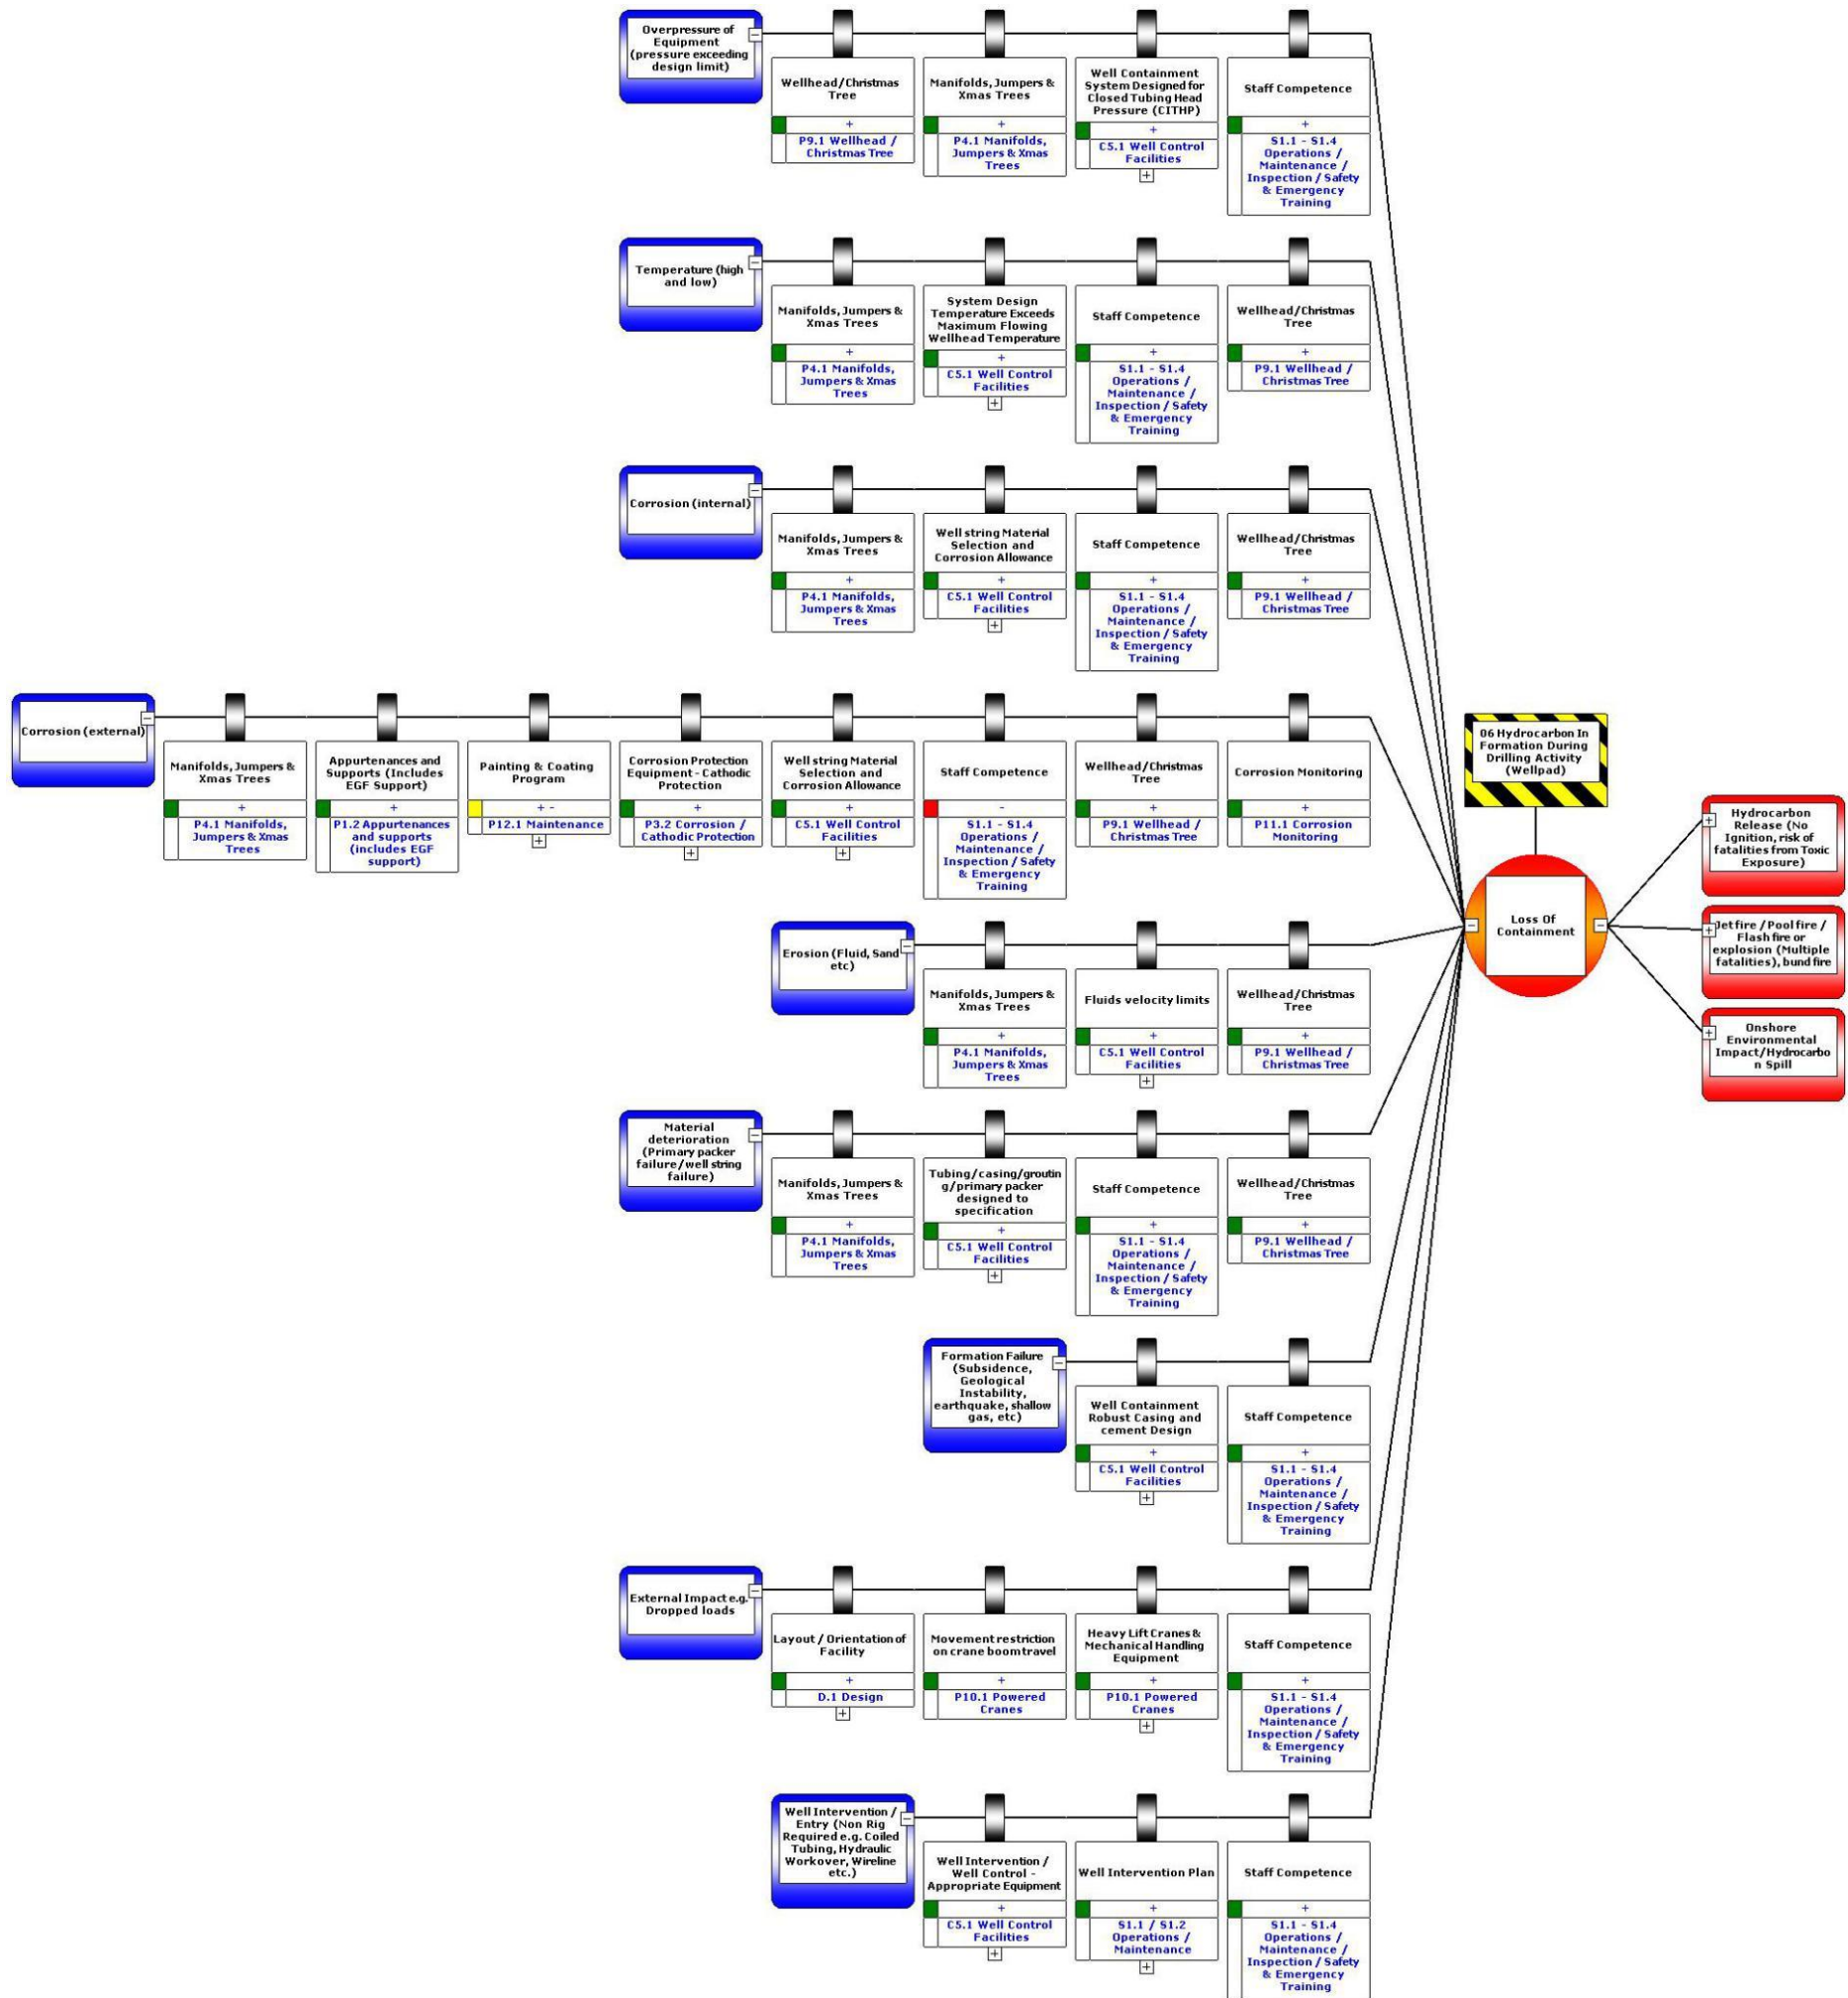 Overpressure of
Equipment
(pressure exceeding
design limit)
Wellhead/Christmas
Tree
+
P9.1 Wellhead /
Christmas Tree
Manifolds, Jumpers &
Xmas Trees
+
P4.1 Manifolds,
Jumpers & Xmas
Trees
Well Containment
System Designed for
Closed Tubing Head
Pressure (CITHP)
+
C5.1 Well Control
Facilities
Staff Competence
+
S1.1 - S1.4
Operations /
Maintenance /
Inspection / Safety
& Emergency
Training
Temperature (high
and low)
Manifolds, Jumpers &
Xmas Trees
+
P4.1 Manifolds,
Jumpers & Xmas
Trees
System Design
Temperature Exceeds
Maximum Flowing
Wellhead Temperature
+
C5.1 Well Control
Facilities
Staff Competence
+
S1.1 - S1.4
Operations /
Maintenance /
Inspection / Safety
& Emergency
Training
Wellhead/Christmas
Tree
+
P9.1 Wellhead /
Christmas Tree
Corrosion (internal)
Manifolds, Jumpers &
Xmas Trees
+
P4.1 Manifolds,
Jumpers & Xmas
Trees
Well string Material
Selection and
Corrosion Allowance
+
C5.1 Well Control
Facilities
Staff Competence
+
S1.1 - S1.4
Operations /
Maintenance /
Inspection / Safety
& Emergency
Training
Wellhead/Christmas
Tree
+
P9.1 Wellhead /
Christmas Tree
Corrosion (external)
Manifolds, Jumpers &
Xmas Trees
+
P4.1 Manifolds,
Jumpers & Xmas
Trees
Appurtenances and
Supports (Includes
EGF Support)
+
P1.2 Appurtenances
and supports
(includes EGF
support)
Painting & Coating
Program
+ -
P12.1 Maintenance
Corrosion Protection
Equipment - Cathodic
Protection
+
P3.2 Corrosion /
Cathodic Protection
Well string Material
Selection and
Corrosion Allowance
+
C5.1 Well Control
Facilities
Staff Competence
-
S1.1 - S1.4
Operations /
Maintenance /
Inspection / Safety
& Emergency
Training
Wellhead/Christmas
Tree
+
P9.1 Wellhead /
Christmas Tree
Corrosion Monitoring
+
P11.1 Corrosion
Monitoring
06 Hydrocarbon In
Formation During
Drilling Activity
(Wellpad)
Loss Of
Containment
Hydrocarbon
Release (No
Ignition, risk of
fatalities from Toxic
Exposure)
Jet fire / Pool fire /
Flash fire or
explosion (Multiple
fatalities), bund fire
Onshore
Environmental
Impact/Hydrocarbo
n Spill
Erosion (Fluid, Sand
etc)
Manifolds, Jumpers &
Xmas Trees
+
P4.1 Manifolds,
Jumpers & Xmas
Trees
Fluids velocity limits
+
C5.1 Well Control
Facilities
Wellhead/Christmas
Tree
+
P9.1 Wellhead /
Christmas Tree
Material
deterioration
(Primary packer
failure/well string
failure)
Manifolds, Jumpers &
Xmas Trees
+
P4.1 Manifolds,
Jumpers & Xmas
Trees
Tubing/casing/groutin
g/primary packer
designed to
specification
+
C5.1 Well Control
Facilities
Staff Competence
+
S1.1 - S1.4
Operations /
Maintenance /
Inspection / Safety
& Emergency
Training
Wellhead/Christmas
Tree
+
P9.1 Wellhead /
Christmas Tree
Formation Failure
(Subsidence,
Geological
Instability,
earthquake, shallow
gas, etc)
Well Containment
Robust Casing and
cement Design
+
C5.1 Well Control
Facilities
Staff Competence
+
S1.1 - S1.4
Operations /
Maintenance /
Inspection / Safety
& Emergency
Training
External Impact e.g.
Dropped loads
Layout / Orientation of
Facility
+
D.1 Design
Movement restriction
on crane boom travel
+
P10.1 Powered
Cranes
Heavy Lift Cranes &
Mechanical Handling
Equipment
+
P10.1 Powered
Cranes
Staff Competence
+
S1.1 - S1.4
Operations /
Maintenance /
Inspection / Safety
& Emergency
Training
Well Intervention /
Entry (Non Rig
Required e.g. Coiled
Tubing, Hydraulic
Workover, Wireline
etc.)
Well Intervention /
Well Control -
Appropriate Equipment
+
C5.1 Well Control
Facilities
Well Intervention Plan
+
S1.1 / S1.2
Operations /
Maintenance
Staff Competence
+
S1.1 - S1.4
Operations /
Maintenance /
Inspection / Safety
& Emergency
Training